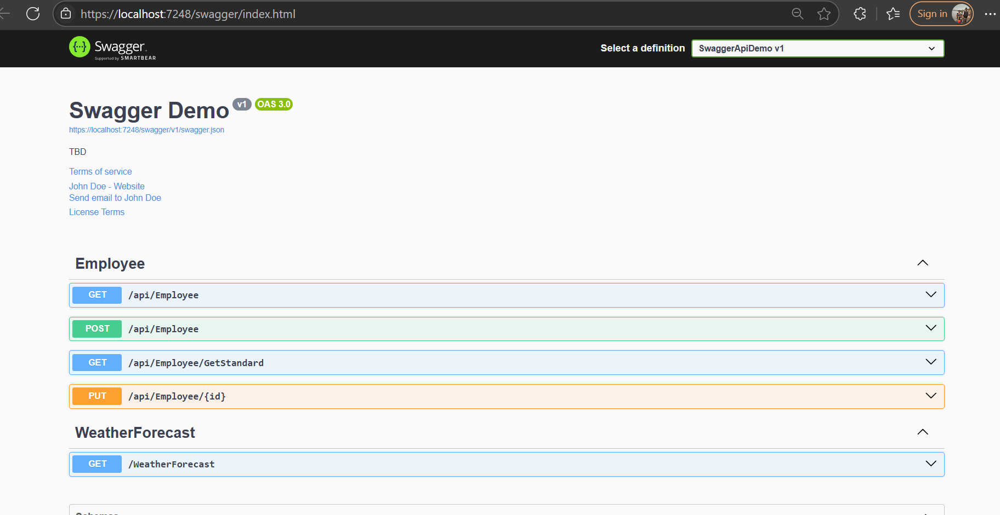 https://localhost:7248/swagger/index.html
Sign in
Swagger
Supported by SMARTBEAR
Select a definition
SwaggerApiDemo v1
Swagger Demo v1 OAS 3.0
https://localhost:7248/swagger/v1/swagger.json
TBD
Terms of service
John Doe - Website
Send email to John Doe
License Terms
Employee
GET /api/Employee
POST /api/Employee
GET /api/Employee/GetStandard
PUT /api/Employee/{id}
WeatherForecast
GET /WeatherForecast
Schemas